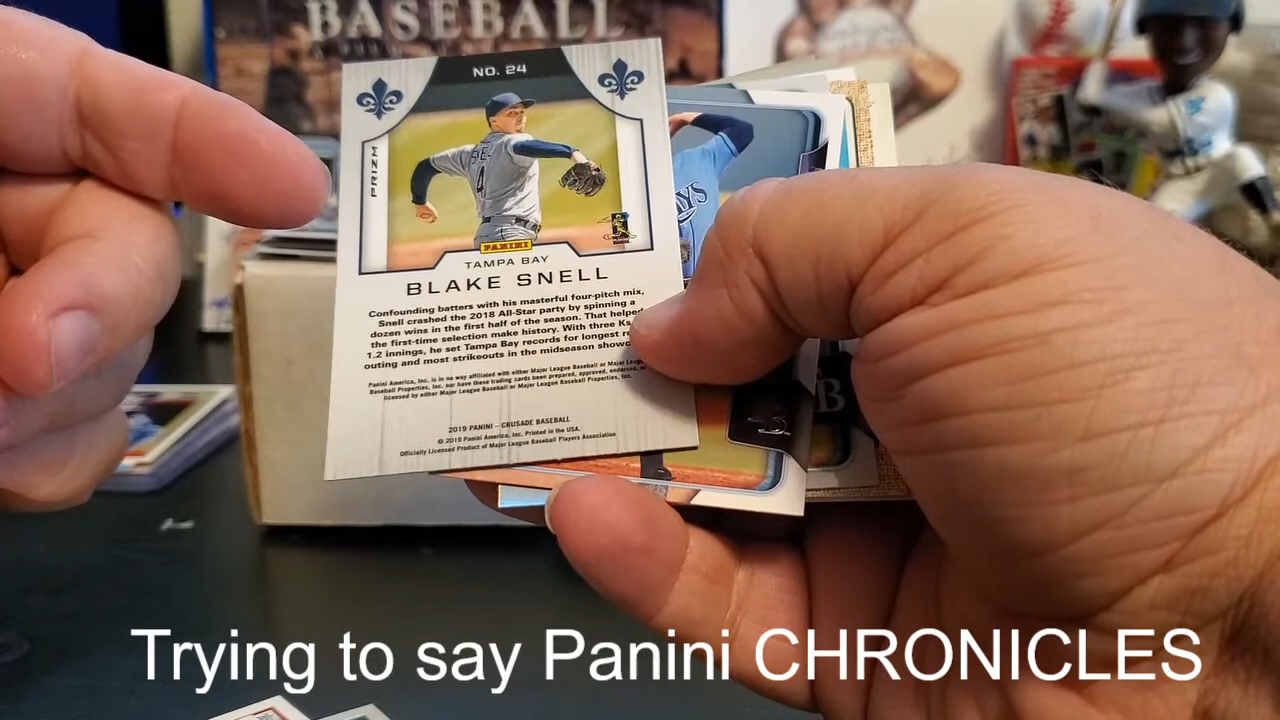 BASEBALL
NO. 24
PRIZM
PANINI
TAMPA BAY
BLAKE SNELL
Confounding batters with his masterful four-pitch mix,
Snell crashed the 2018 All-Star party by spinning a
dozen wins in the first half of the season. That helped
the first-time selection make history. With three Ks
1.2 innings, he set Tampa Bay records for longest
outing and most strikeouts in the midseason
Panini America, Inc. is in no way affiliated with either Major League Baseball or Major
Baseball Properties, Inc. nor have these trading cards been prepared, approved, endorsed,
licensed by either Major League Baseball or Major League Baseball Properties, Inc.
2019 PANINI – CRUSADE BASEBALL
© 2019 Panini America, Inc. Printed in the USA.
Officially Licensed Product of Major League Baseball Players Association
Trying to say Panini CHRONICLES